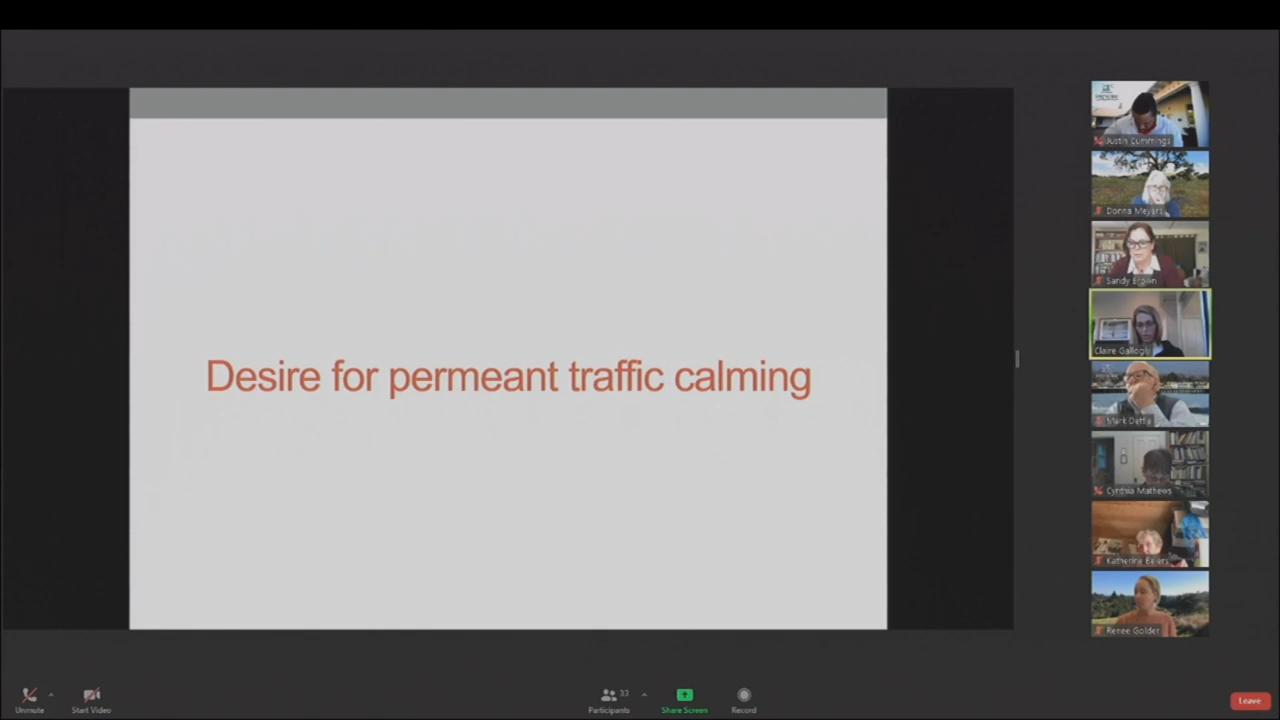 Desire for permeant traffic calming
Justin Cummings
Donna Meyers
Sandy Brown
Claire Gallogly
Mark Dettle
Cynthia Mathews
Katherine Beiers
Renee Golder
Unmute
Start Video
33
Participants
Share Screen
Record
Leave